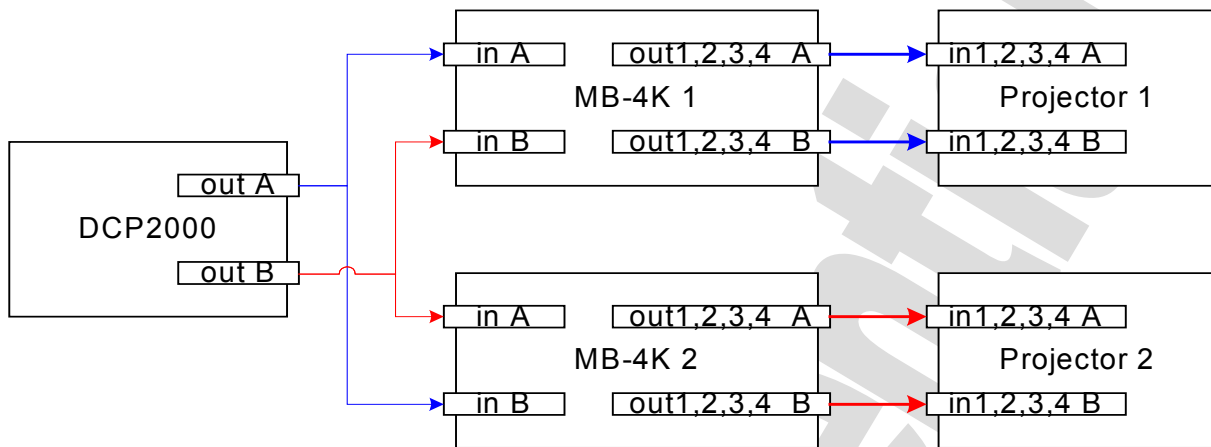 in A out1,2,3,4 A in1,2,3,4 A
MB-4K 1 Projector 1
in B out1,2,3,4 B in1,2,3,4 B
out A
DCP2000
out B
in A out1,2,3,4 A in1,2,3,4 A
MB-4K 2 Projector 2
in B out1,2,3,4 B in1,2,3,4 B